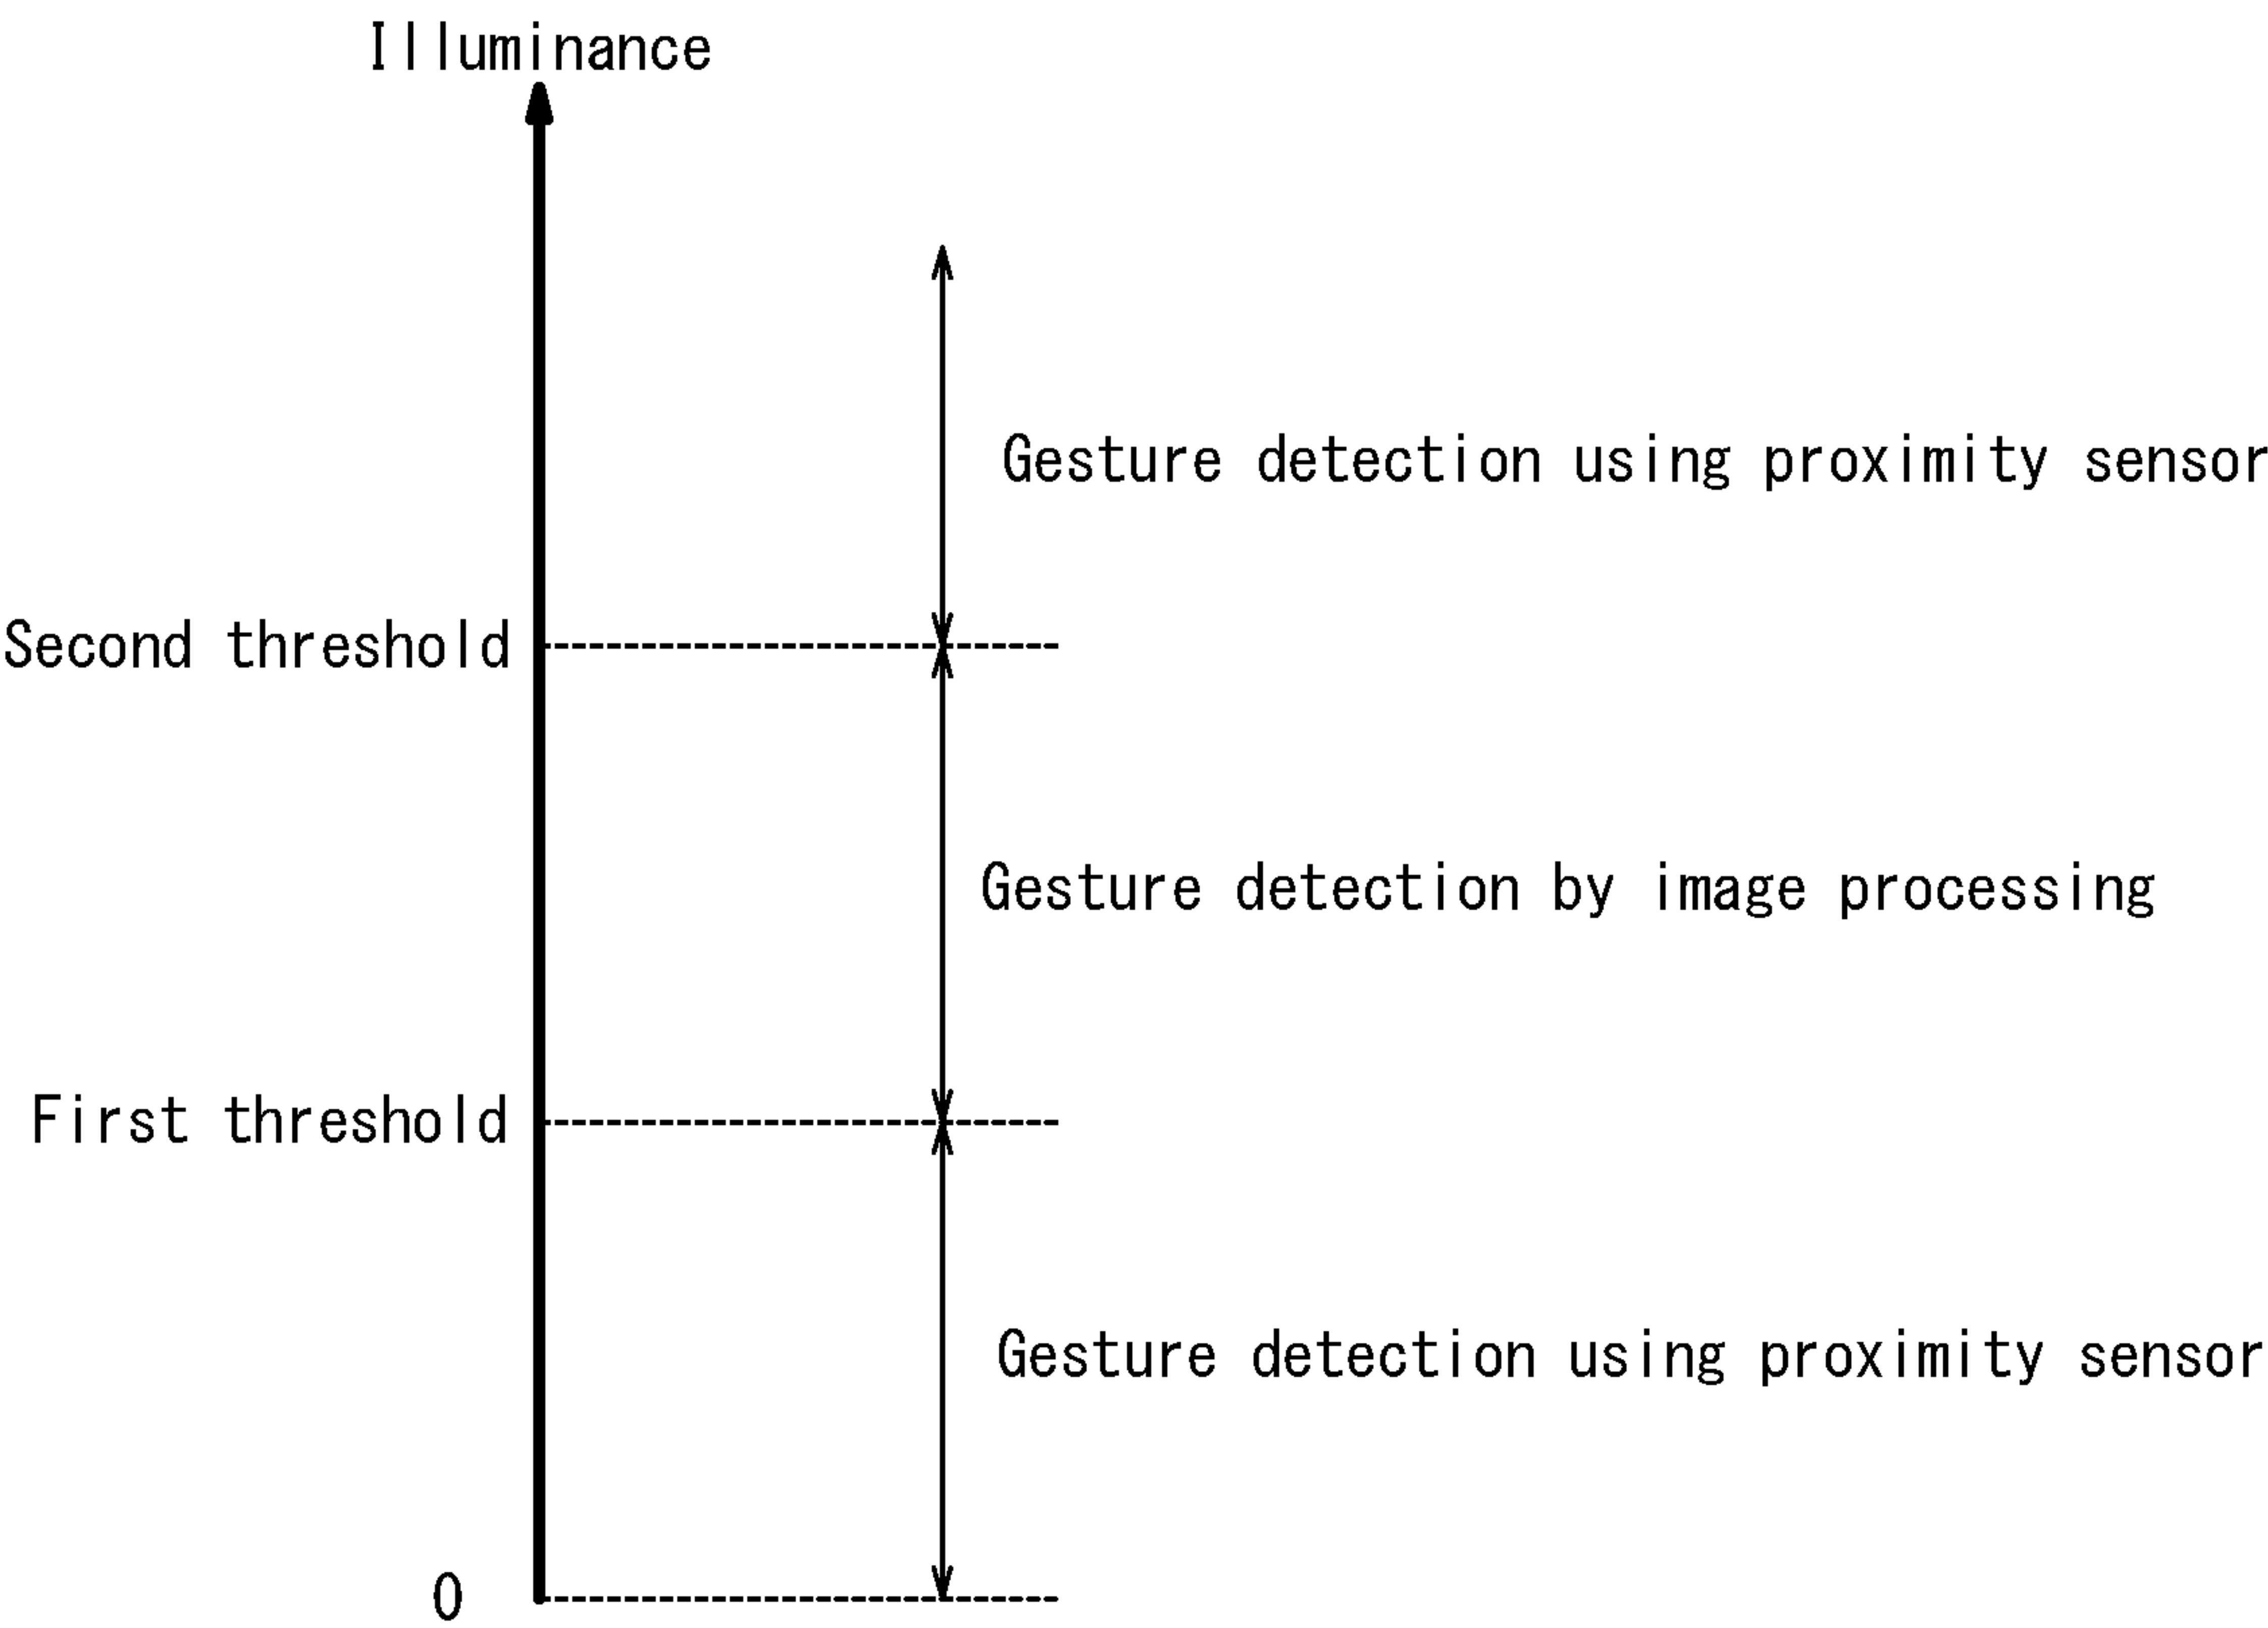 Illuminance
Gesture detection using proximity sensor
Second threshold
Gesture detection by image processing
First threshold
Gesture detection using proximity sensor
0